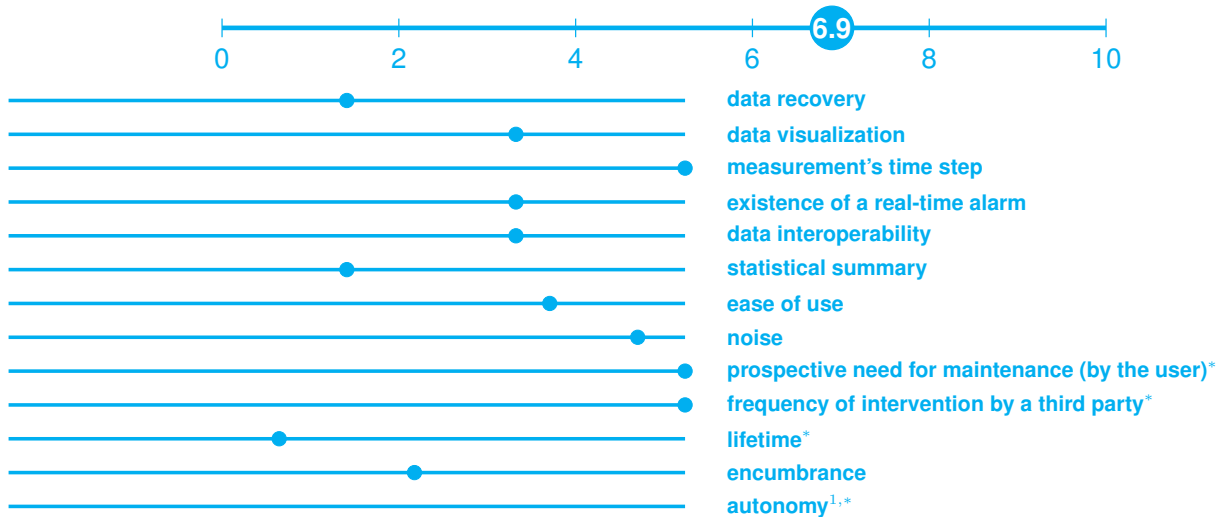 6.9
0 2 4 6 8 10
data recovery
data visualization
measurement's time step
existence of a real-time alarm
data interoperability
statistical summary
ease of use
noise
prospective need for maintenance (by the user)*
frequency of intervention by a third party*
lifetime*
encumbrance
autonomy1,*